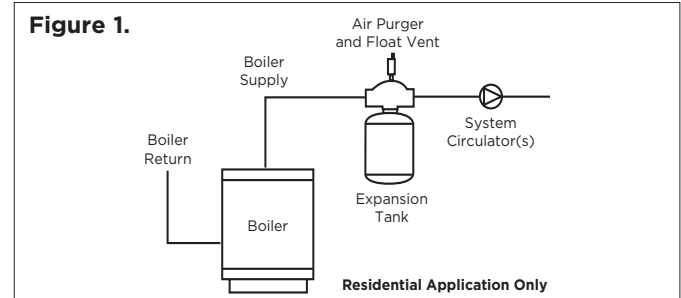 Figure 1.
Air Purger
and Float Vent
Boiler
Supply
System
Circulator(s)
Boiler
Return
Expansion
Tank
Boiler
Residential Application Only